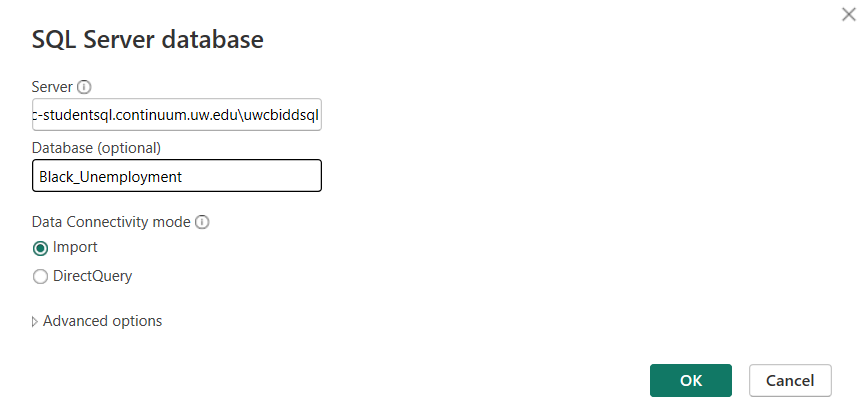 SQL Server database
Server
c-studentsql.continuum.uw.edu\uwcbiddsql
Database (optional)
Black_Unemployment
Data Connectivity mode
Import
DirectQuery
Advanced options
OK Cancel